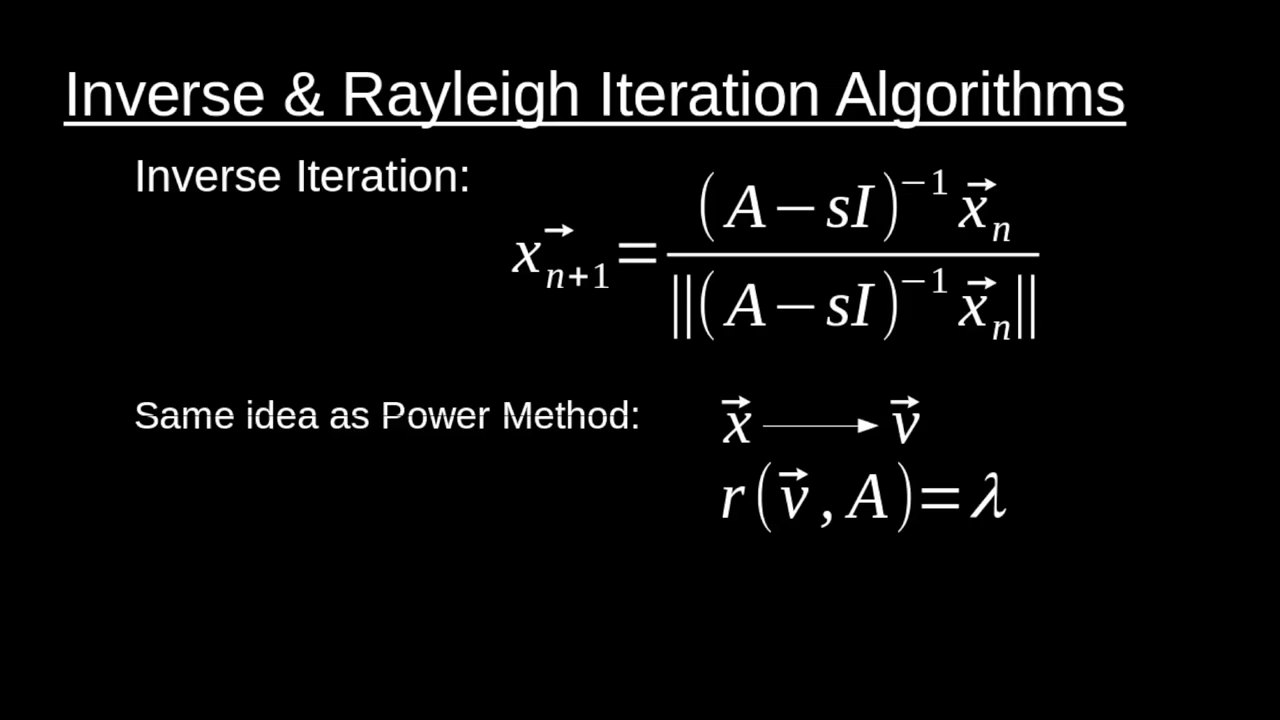 Inverse & Rayleigh Iteration Algorithms
Inverse Iteration:
x⃗ₙ₊₁ = (A − sI)⁻¹ x⃗ₙ / ‖(A − sI)⁻¹ x⃗ₙ‖
Same idea as Power Method: x⃗ ⟶ v⃗
r(v⃗, A) = λ